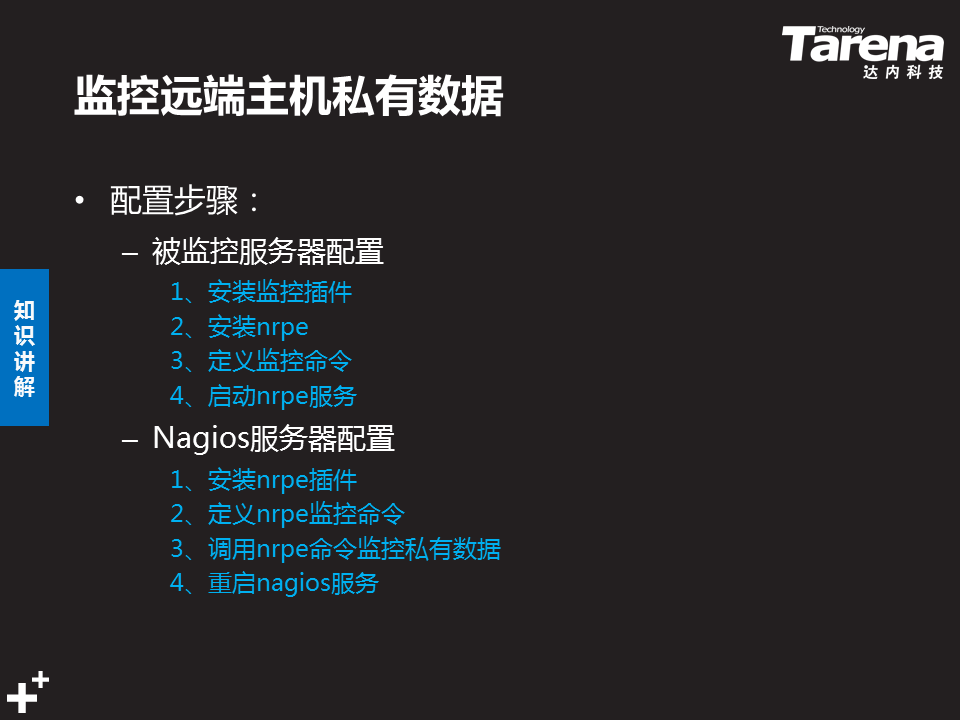 Technology
Tarena
达内科技
监控远端主机私有数据
• 配置步骤：
– 被监控服务器配置
1、安装监控插件
2、安装nrpe
3、定义监控命令
4、启动nrpe服务
– Nagios服务器配置
1、安装nrpe插件
2、定义nrpe监控命令
3、调用nrpe命令监控私有数据
4、重启nagios服务
知识讲解